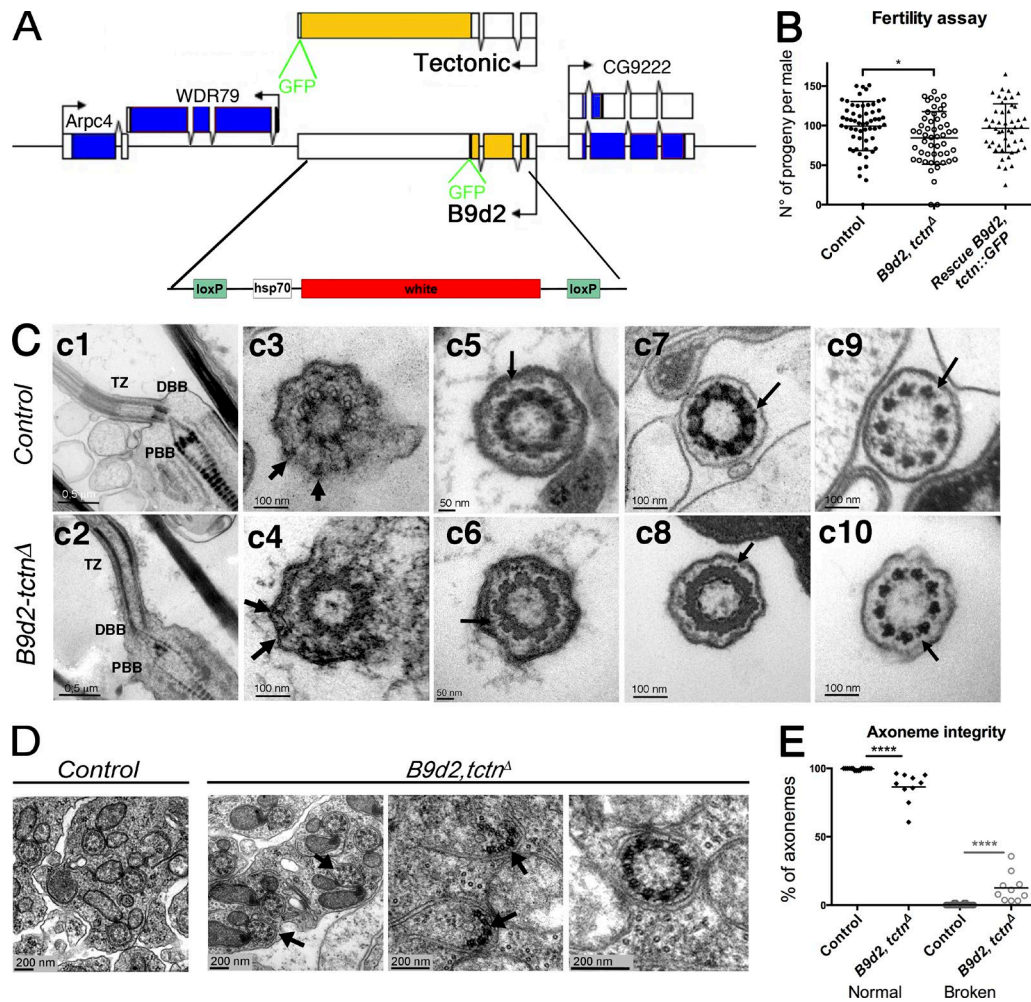 A
Tectonic
GFP
WDR79
Arpc4
CG9222
GFP
B9d2
loxP
hsp70
white
loxP
B
Fertility assay
*
N° of progeny per male
150
100
50
0
Control
B9d2, tctnΔ
Rescue B9d2,
tctn::GFP
C
Control
c1
TZ
DBB
PBB
0,5 µm
c3
100 nm
c5
50 nm
c7
100 nm
c9
100 nm
B9d2-tctnΔ
c2
TZ
DBB
PBB
0,5 µm
c4
100 nm
c6
50 nm
c8
100 nm
c10
100 nm
D
Control
B9d2,tctnΔ
200 nm
200 nm
200 nm
200 nm
E
Axoneme integrity
****
****
% of axonemes
100
50
0
Control
B9d2, tctnΔ
Control
B9d2, tctnΔ
Normal
Broken